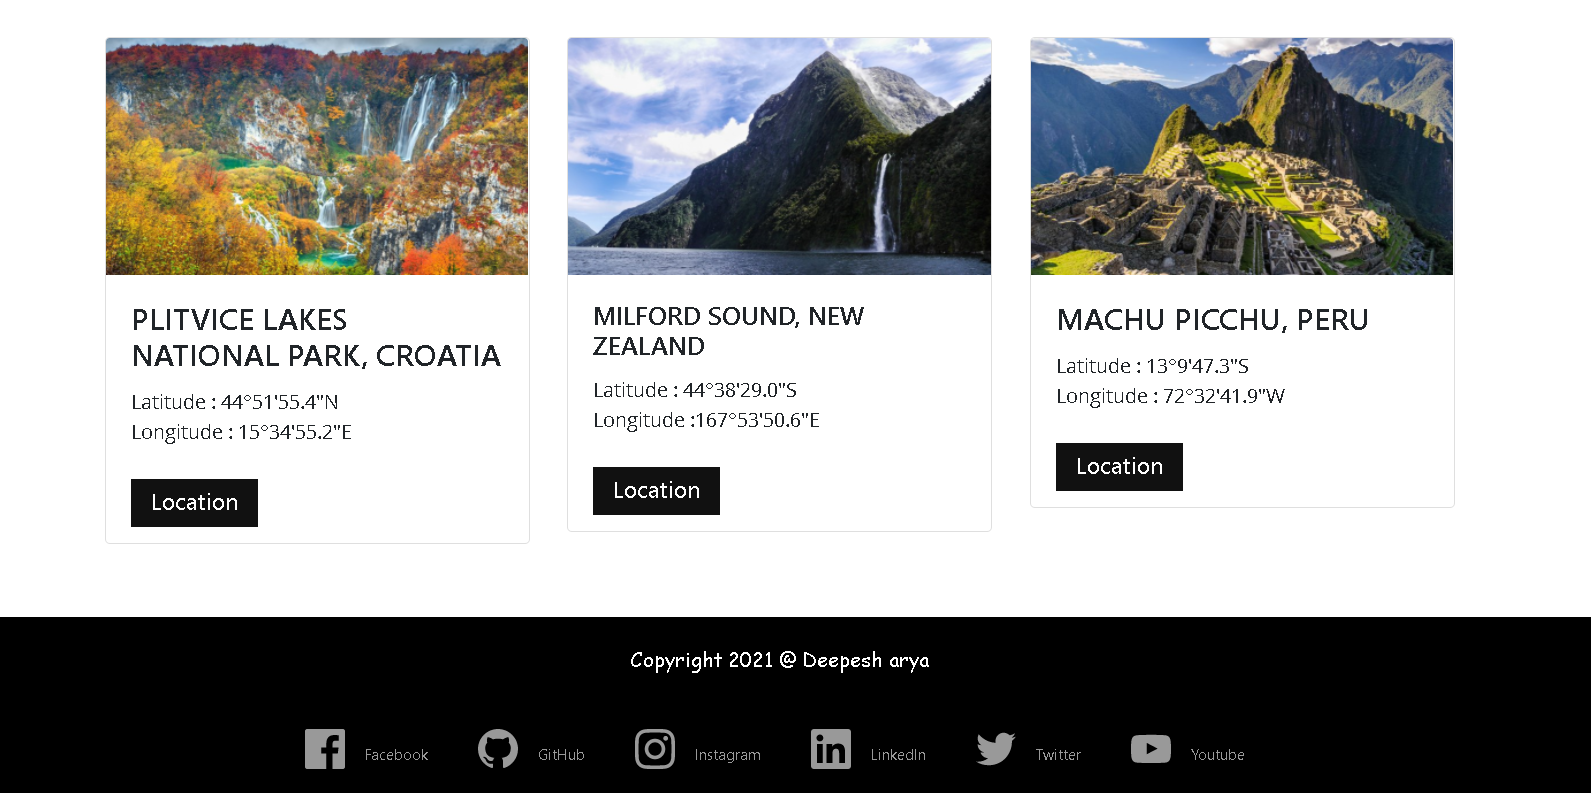 PLITVICE LAKES
NATIONAL PARK, CROATIA
Latitude : 44°51'55.4"N
Longitude : 15°34'55.2"E
Location
MILFORD SOUND, NEW
ZEALAND
Latitude : 44°38'29.0"S
Longitude :167°53'50.6"E
Location
MACHU PICCHU, PERU
Latitude : 13°9'47.3"S
Longitude : 72°32'41.9"W
Location
Copyright 2021 @ Deepesh arya
Facebook
GitHub
Instagram
LinkedIn
Twitter
Youtube